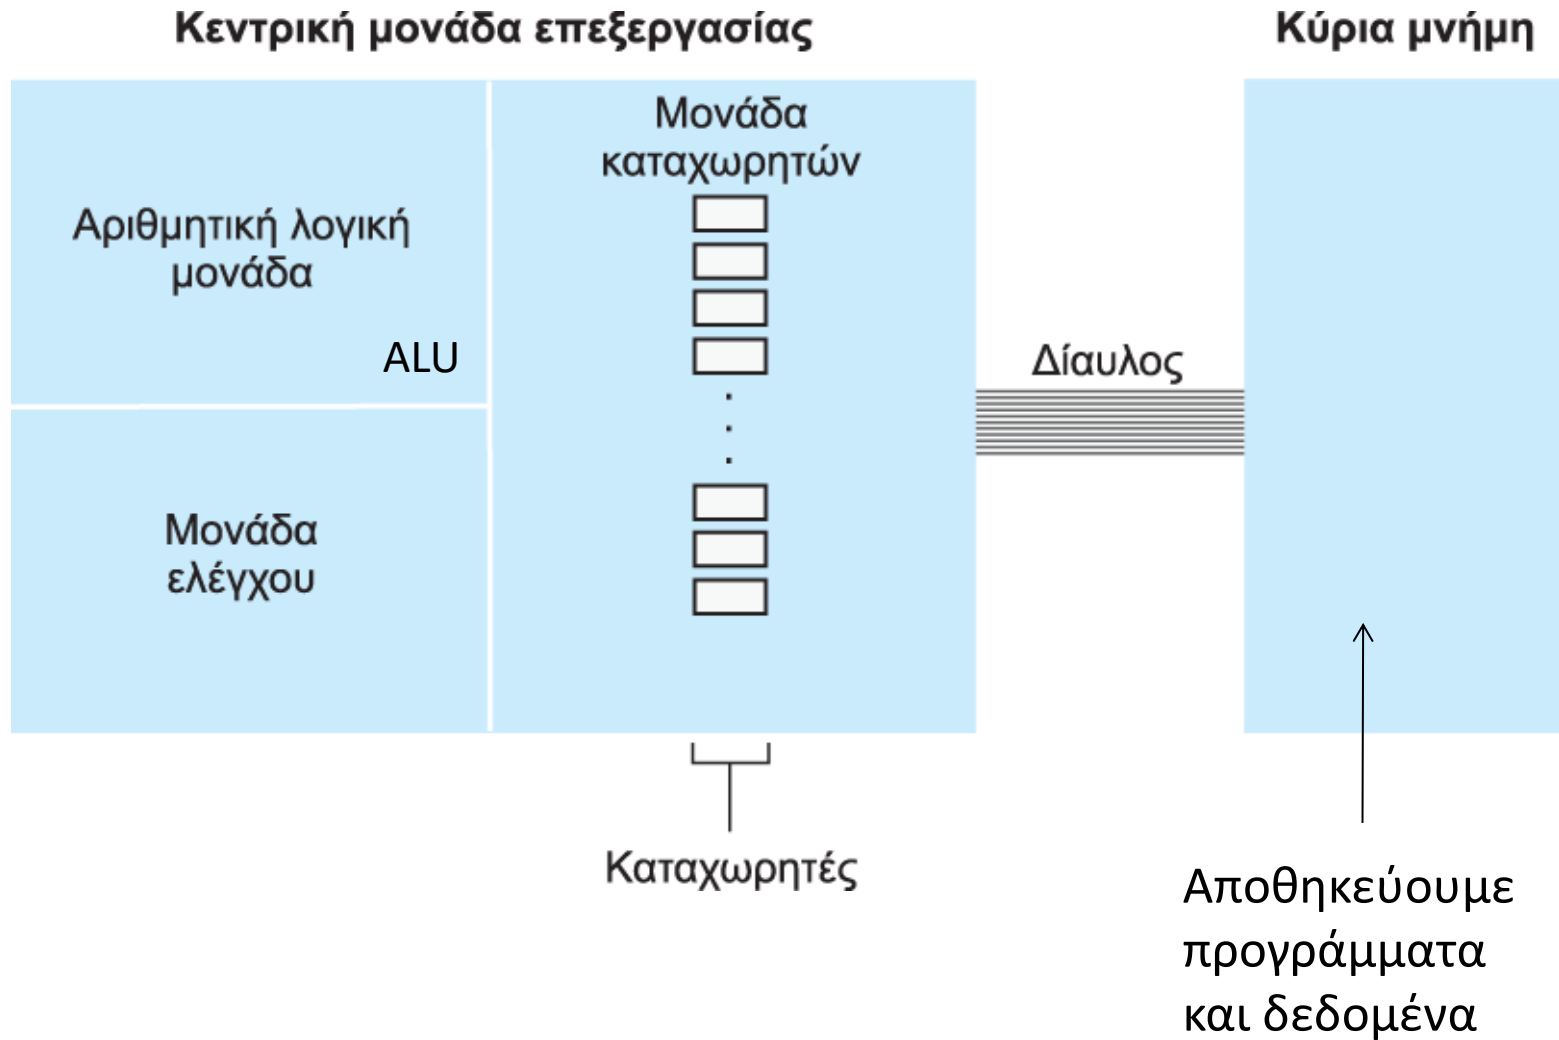 Κεντρική μονάδα επεξεργασίας
Κύρια μνήμη
Αριθμητική λογική
μονάδα
ALU
Μονάδα
ελέγχου
Μονάδα
καταχωρητών
Καταχωρητές
Δίαυλος
Αποθηκεύουμε
προγράμματα
και δεδομένα